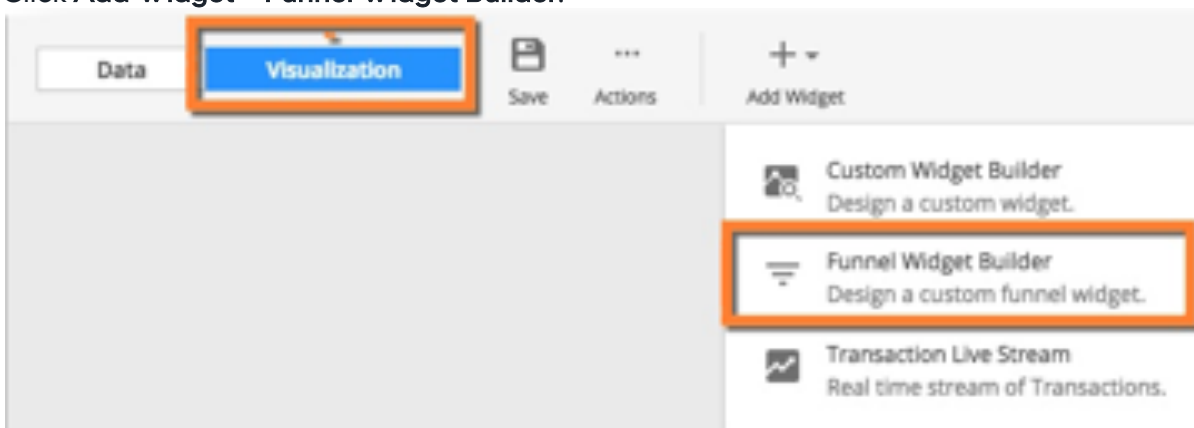 Click Add Widget > Funnel Widget Builder.
Data Visualization Save Actions Add Widget
Custom Widget Builder
Design a custom widget.
Funnel Widget Builder
Design a custom funnel widget.
Transaction Live Stream
Real time stream of Transactions.